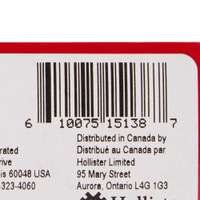 6 10075 15138 7
Distributed in Canada by
Distribué au Canada par
Hollister Limited
95 Mary Street
Aurora, Ontario L4G 1G3
rated
rive
is 60048 USA
-323-4060
Hollister